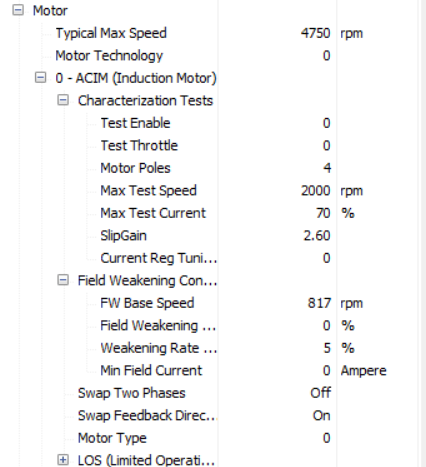 Motor
Typical Max Speed 4750 rpm
Motor Technology 0
0 - ACIM (Induction Motor)
Characterization Tests
Test Enable 0
Test Throttle 0
Motor Poles 4
Max Test Speed 2000 rpm
Max Test Current 70 %
SlipGain 2.60
Current Reg Tuni... 0
Field Weakening Con...
FW Base Speed 817 rpm
Field Weakening ... 0 %
Weakening Rate ... 5 %
Min Field Current 0 Ampere
Swap Two Phases Off
Swap Feedback Direc... On
Motor Type 0
LOS (Limited Operati...